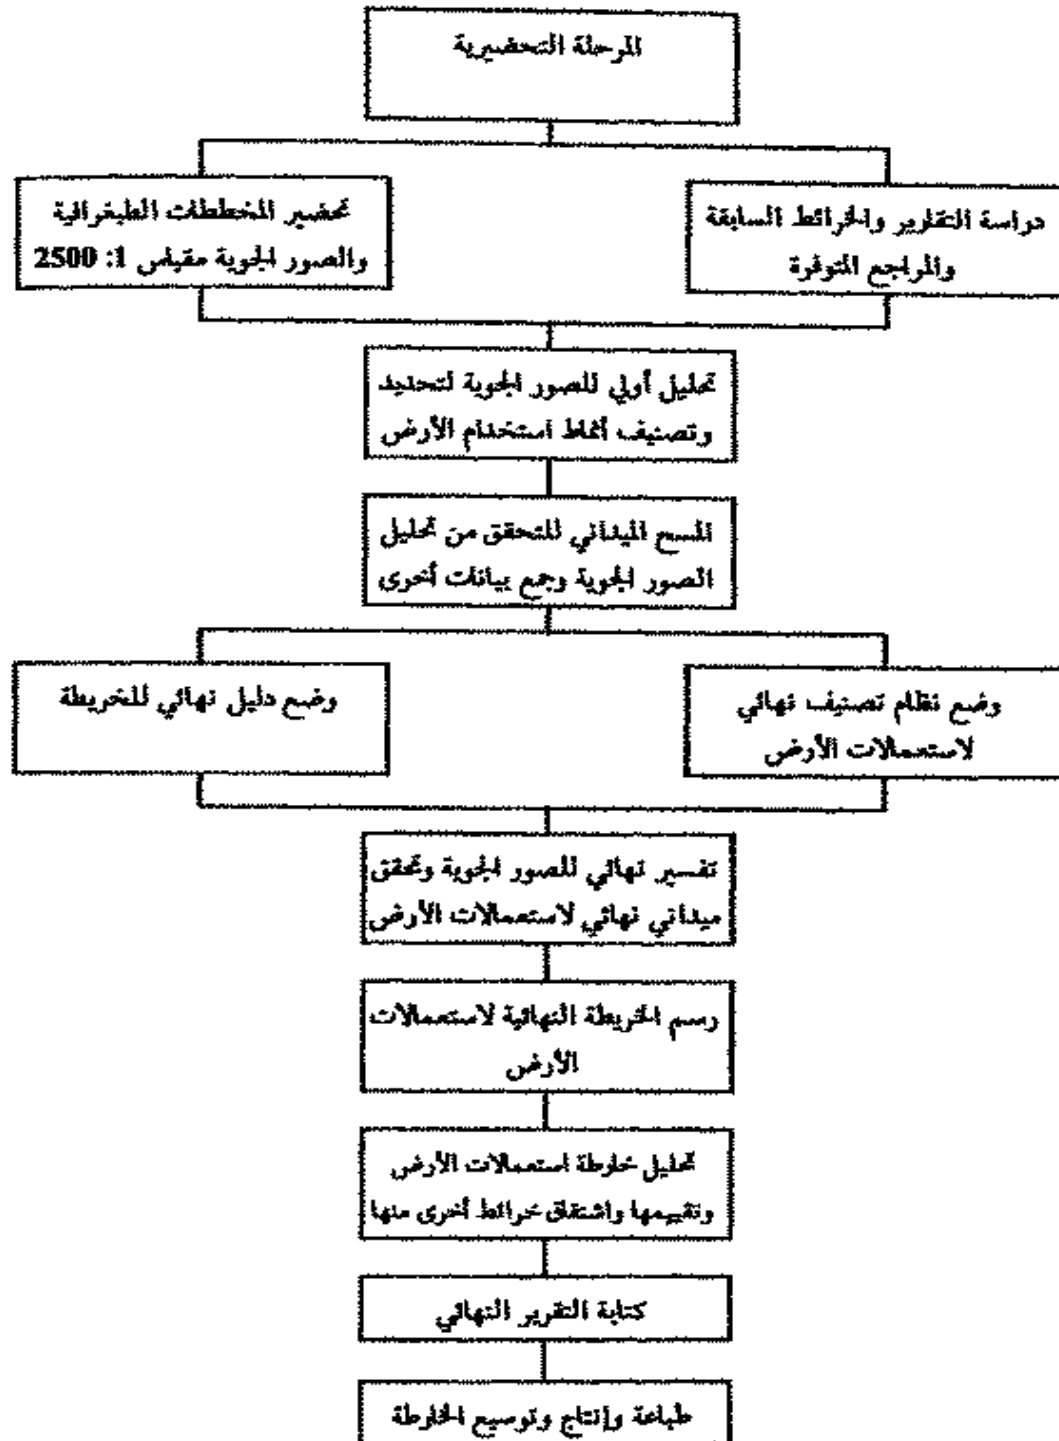 المرحلة التحضيرية
دراسة التقارير والخرائط السابقة
والمراجع المتوفرة
تحضير المخططات الطبغرافية
والصور الجوية مقياس 1: 2500
تحليل أولي للصور الجوية لتحديد
وتصنيف أنماط استخدام الأرض
المسح الميداني للتحقق من تحليل
الصور الجوية وجمع بيانات أخرى
وضع نظام تصنيف نهائي
لاستعمالات الأرض
وضع دليل نهائي للخريطة
تفسير نهائي للصور الجوية وتحقق
ميداني نهائي لاستعمالات الأرض
رسم الخريطة النهائية لاستعمالات
الأرض
تحليل خارطة استعمالات الأرض
وتقييمها واشتقاق خرائط أخرى منها
كتابة التقرير النهائي
طباعة وإنتاج وتوسيع الخارطة